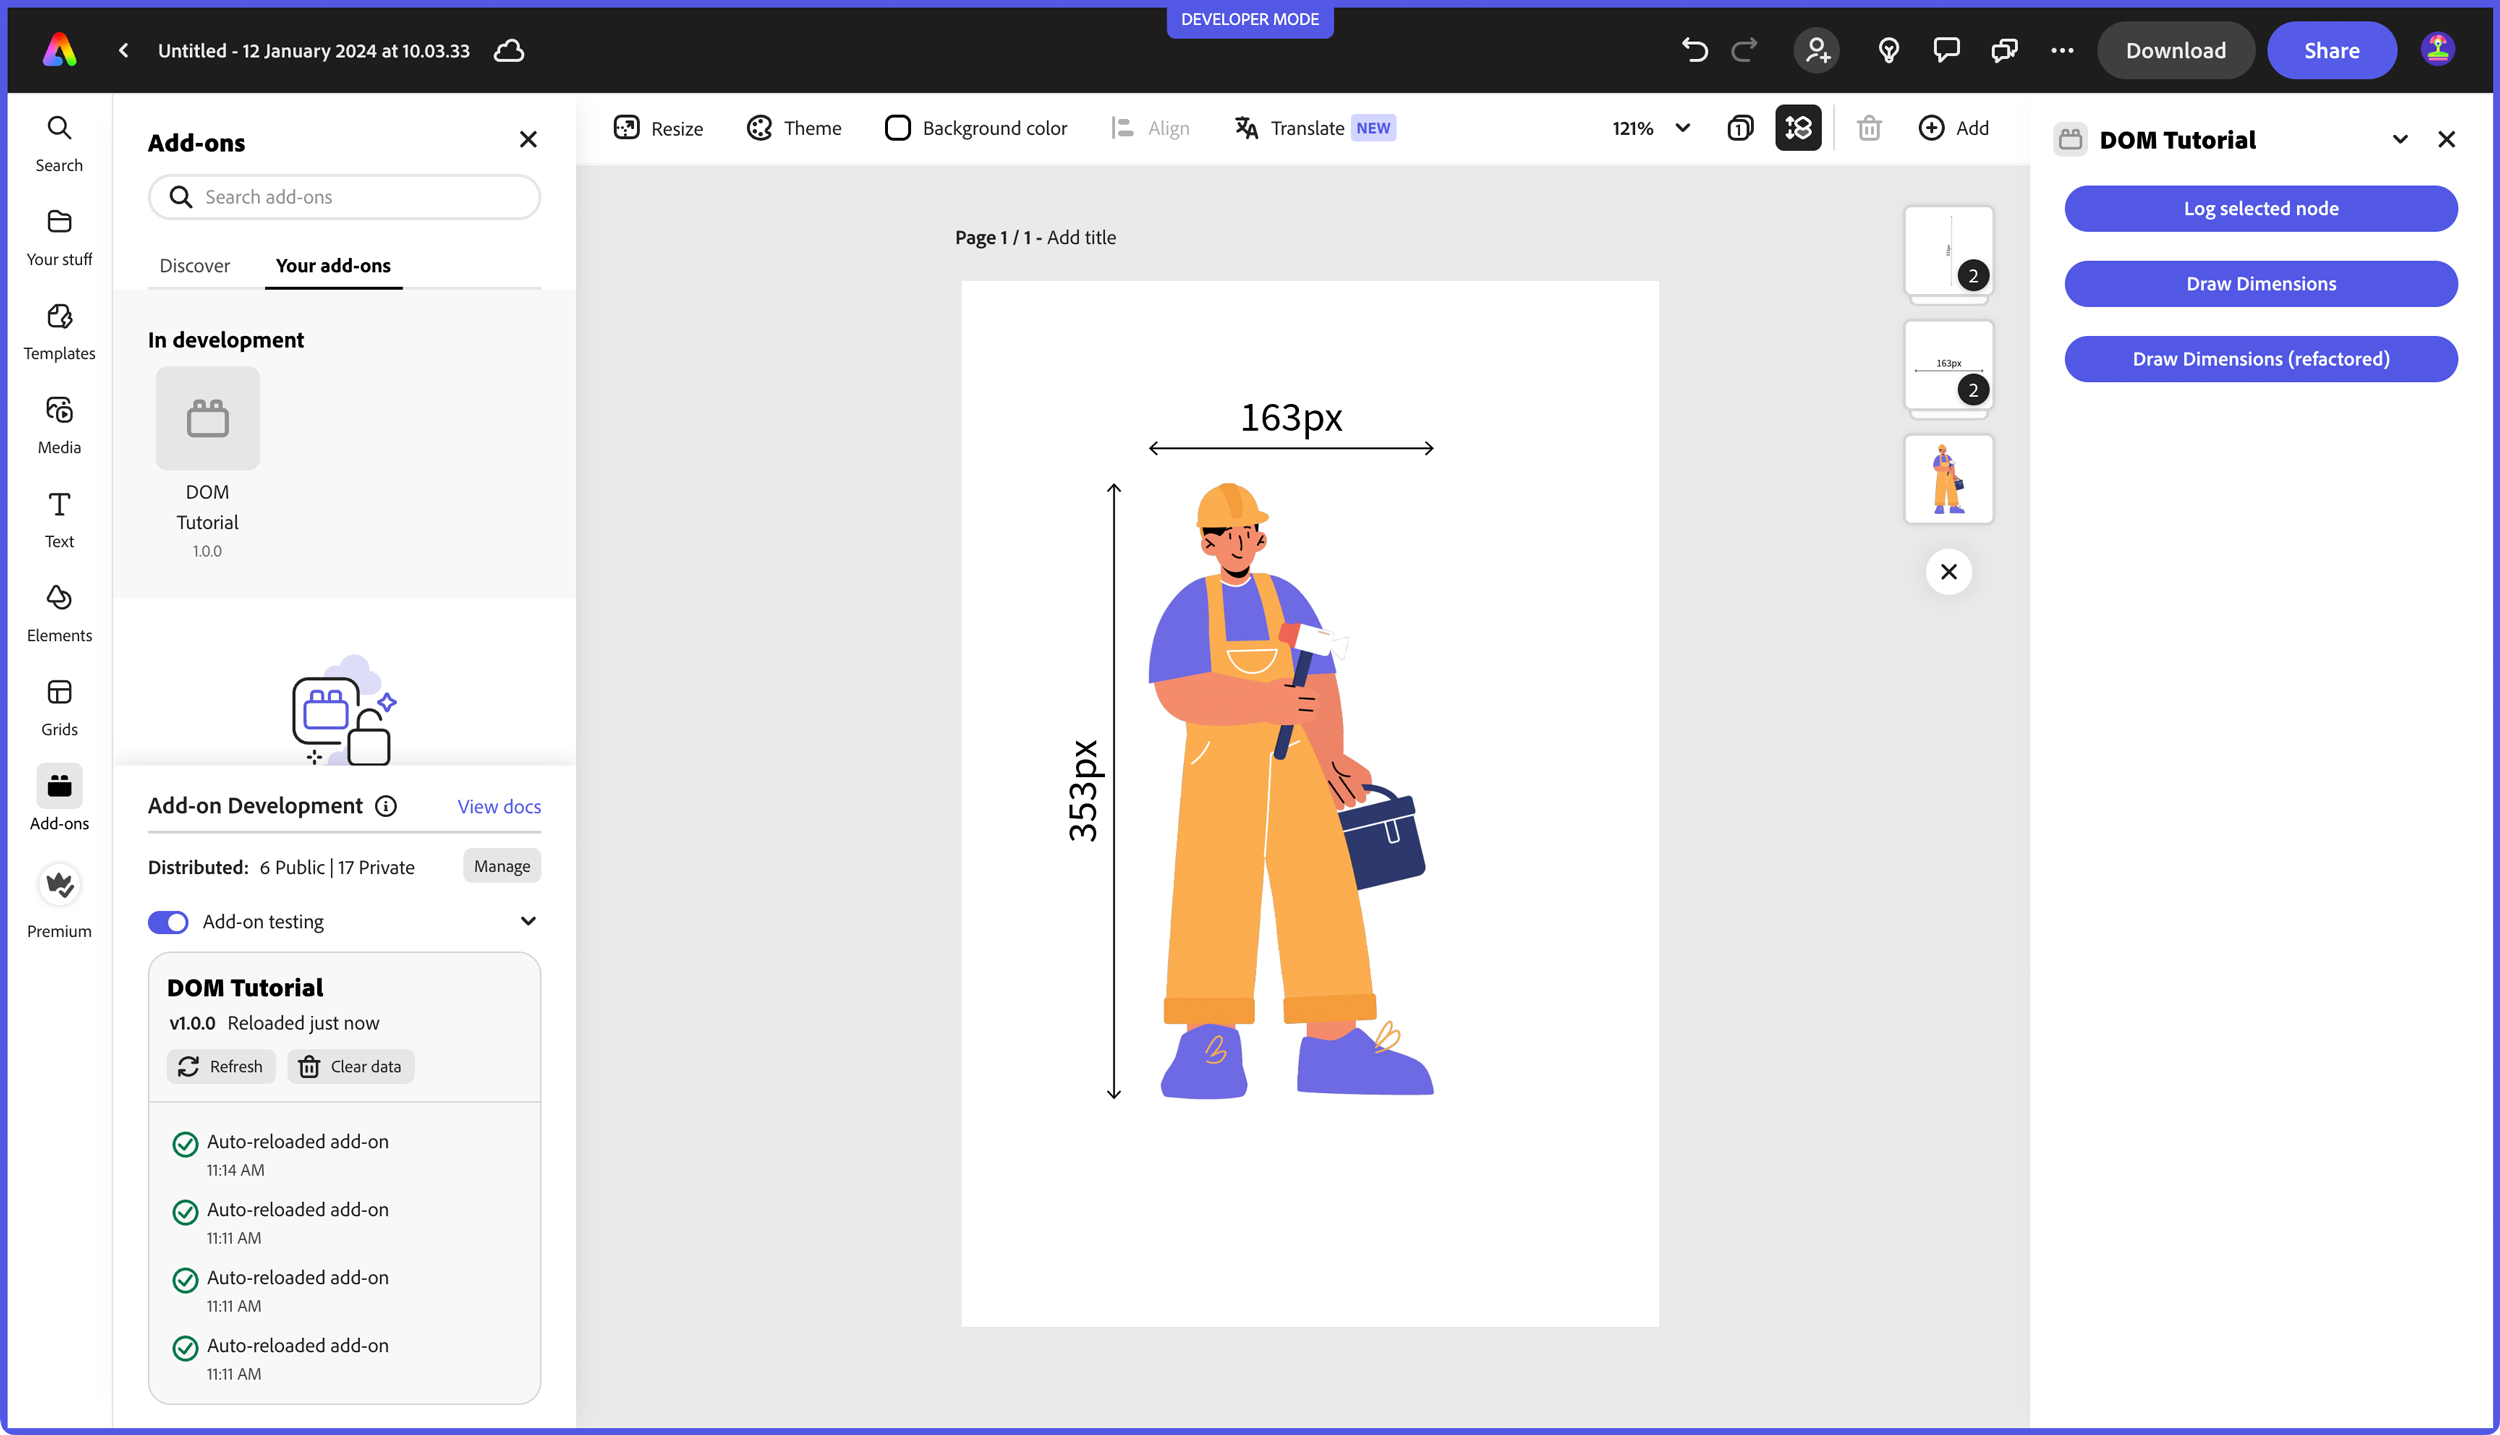 DEVELOPER MODE
Untitled - 12 January 2024 at 10.03.33
Download
Share
Search
Your stuff
Templates
Media
Text
Elements
Grids
Add-ons
Premium
Add-ons
Search add-ons
Discover
Your add-ons
In development
DOM
Tutorial
1.0.0
Add-on Development
View docs
Distributed: 6 Public | 17 Private
Manage
Add-on testing
DOM Tutorial
v1.0.0 Reloaded just now
Refresh
Clear data
Auto-reloaded add-on
11:14 AM
Auto-reloaded add-on
11:11 AM
Auto-reloaded add-on
11:11 AM
Auto-reloaded add-on
11:11 AM
Resize
Theme
Background color
Align
Translate NEW
121%
1
Add
Page 1 / 1 - Add title
163px
353px
2
163px
2
DOM Tutorial
Log selected node
Draw Dimensions
Draw Dimensions (refactored)